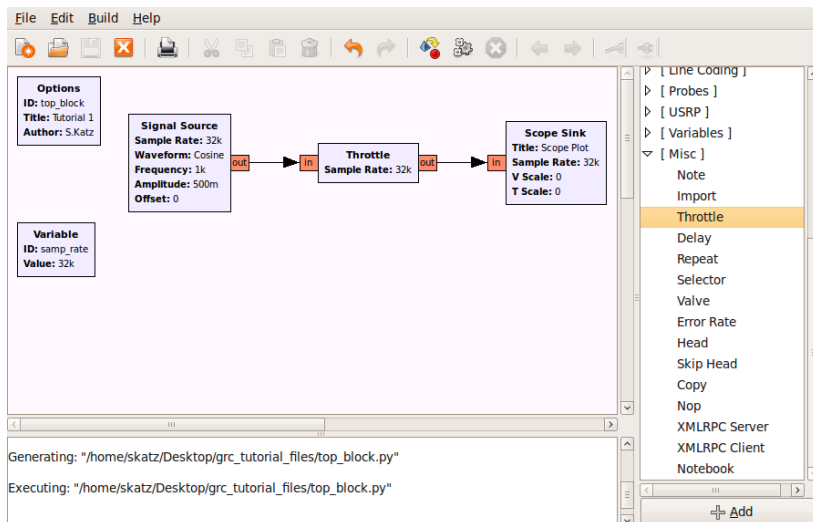 File Edit Build Help
Options
ID: top_block
Title: Tutorial 1
Author: S.Katz
Signal Source
Sample Rate: 32k
Waveform: Cosine
Frequency: 1k
Amplitude: 500m
Offset: 0
out
in
Throttle
Sample Rate: 32k
out
in
Scope Sink
Title: Scope Plot
Sample Rate: 32k
V Scale: 0
T Scale: 0
Variable
ID: samp_rate
Value: 32k
[ Line Coding ]
[ Probes ]
[ USRP ]
[ Variables ]
[ Misc ]
Note
Import
Throttle
Delay
Repeat
Selector
Valve
Error Rate
Head
Skip Head
Copy
Nop
XMLRPC Server
XMLRPC Client
Notebook
Add
Generating: "/home/skatz/Desktop/grc_tutorial_files/top_block.py"
Executing: "/home/skatz/Desktop/grc_tutorial_files/top_block.py"